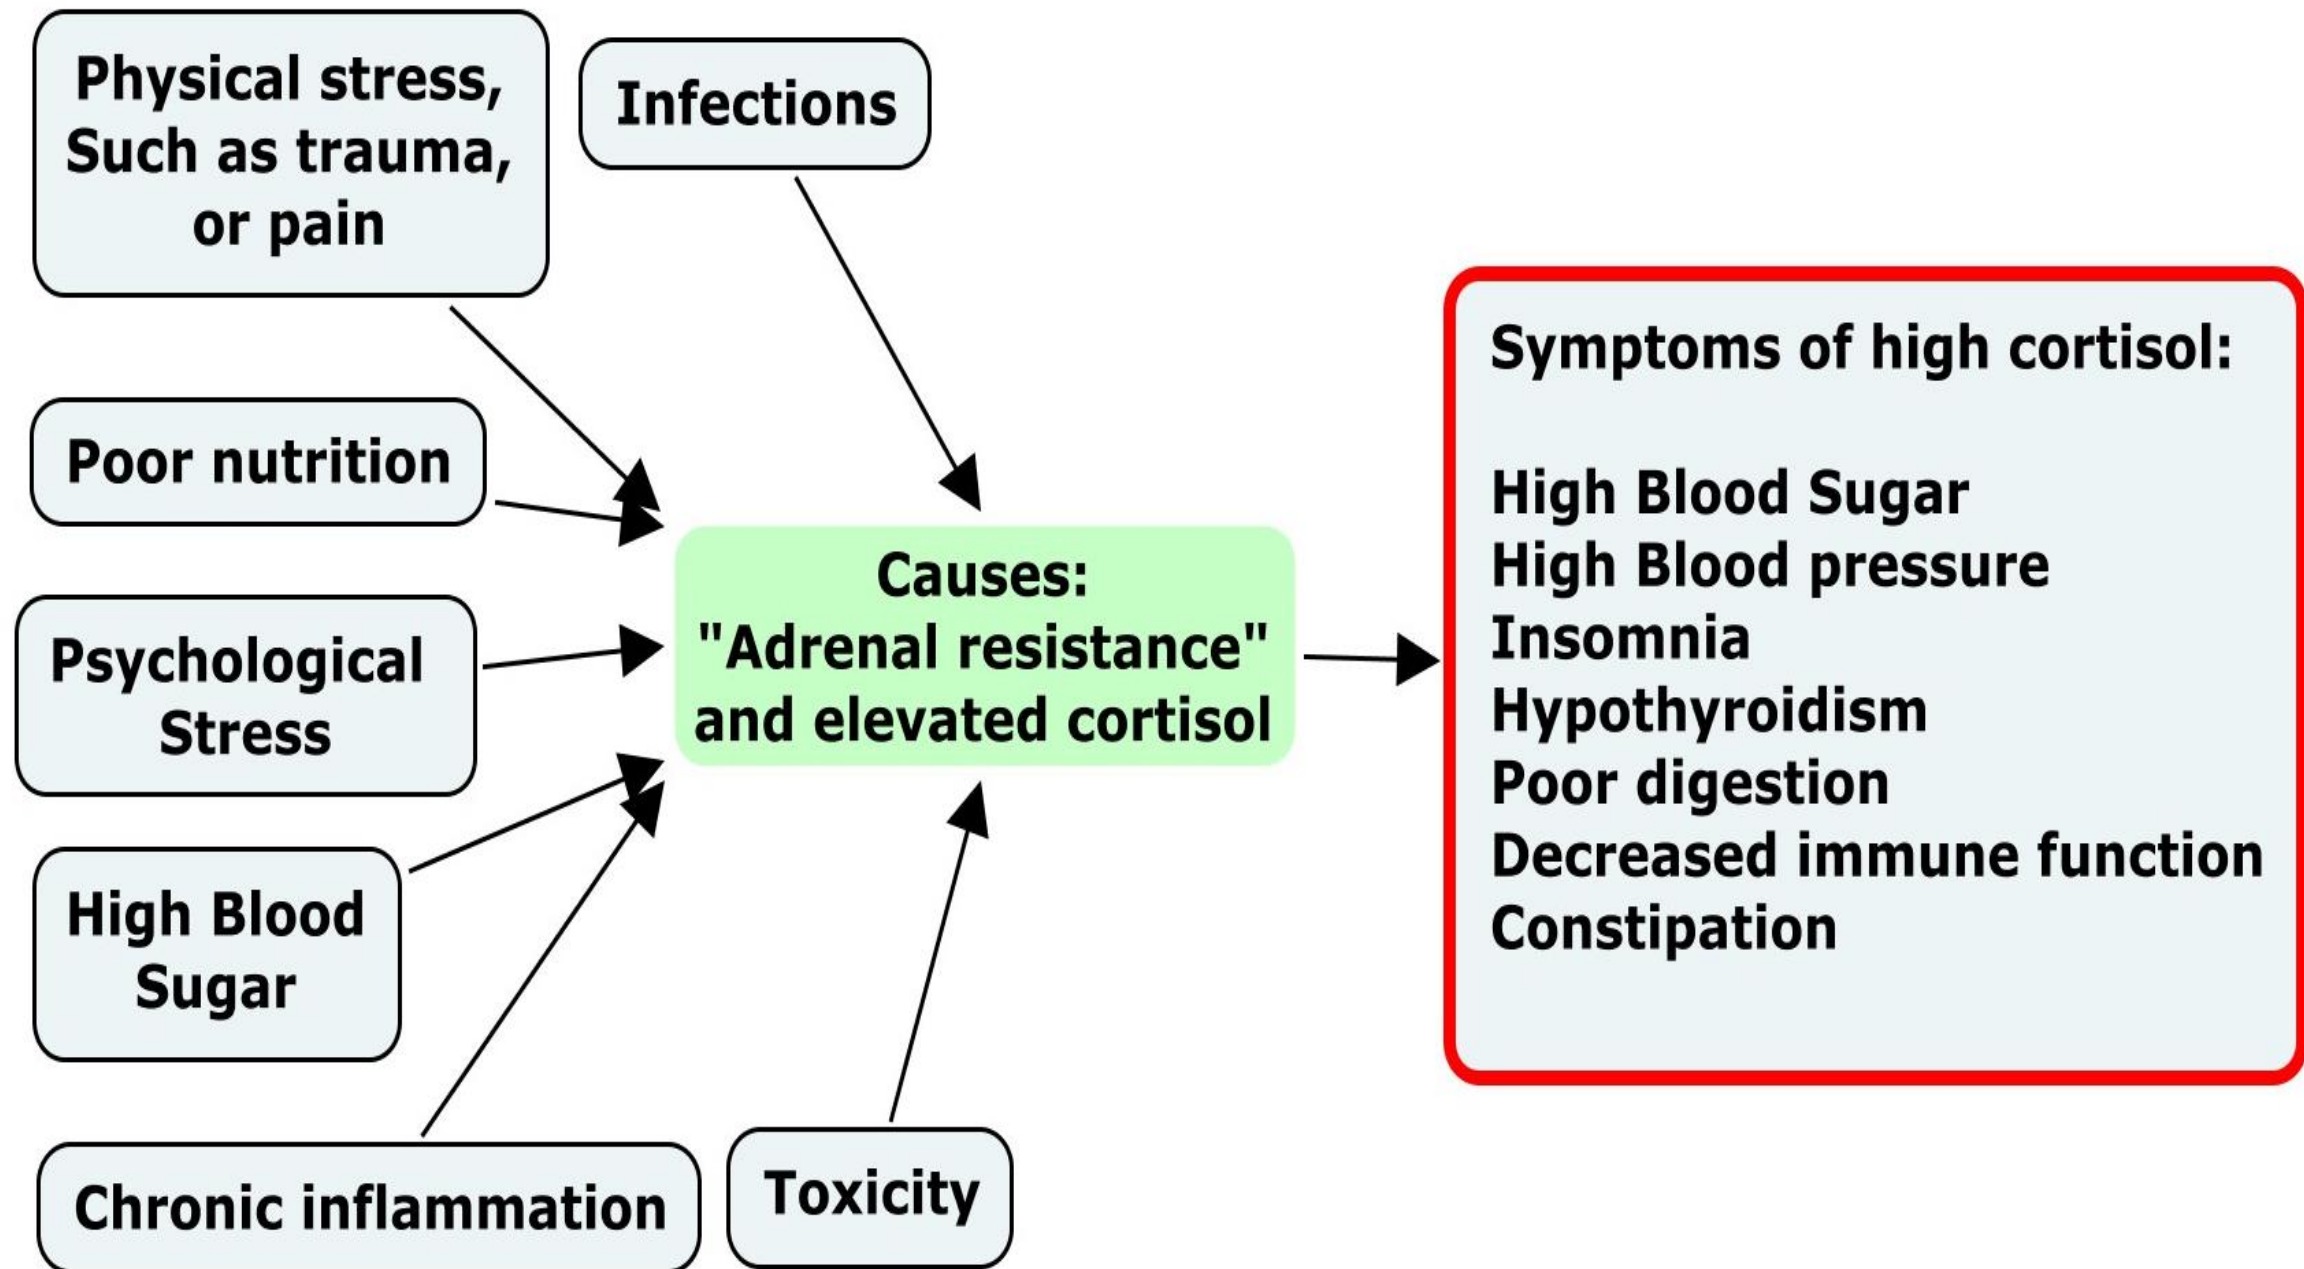 Physical stress,
Such as trauma,
or pain
Infections
Poor nutrition
Psychological
Stress
High Blood
Sugar
Chronic inflammation
Toxicity
Causes:
"Adrenal resistance"
and elevated cortisol
Symptoms of high cortisol:
High Blood Sugar
High Blood pressure
Insomnia
Hypothyroidism
Poor digestion
Decreased immune function
Constipation